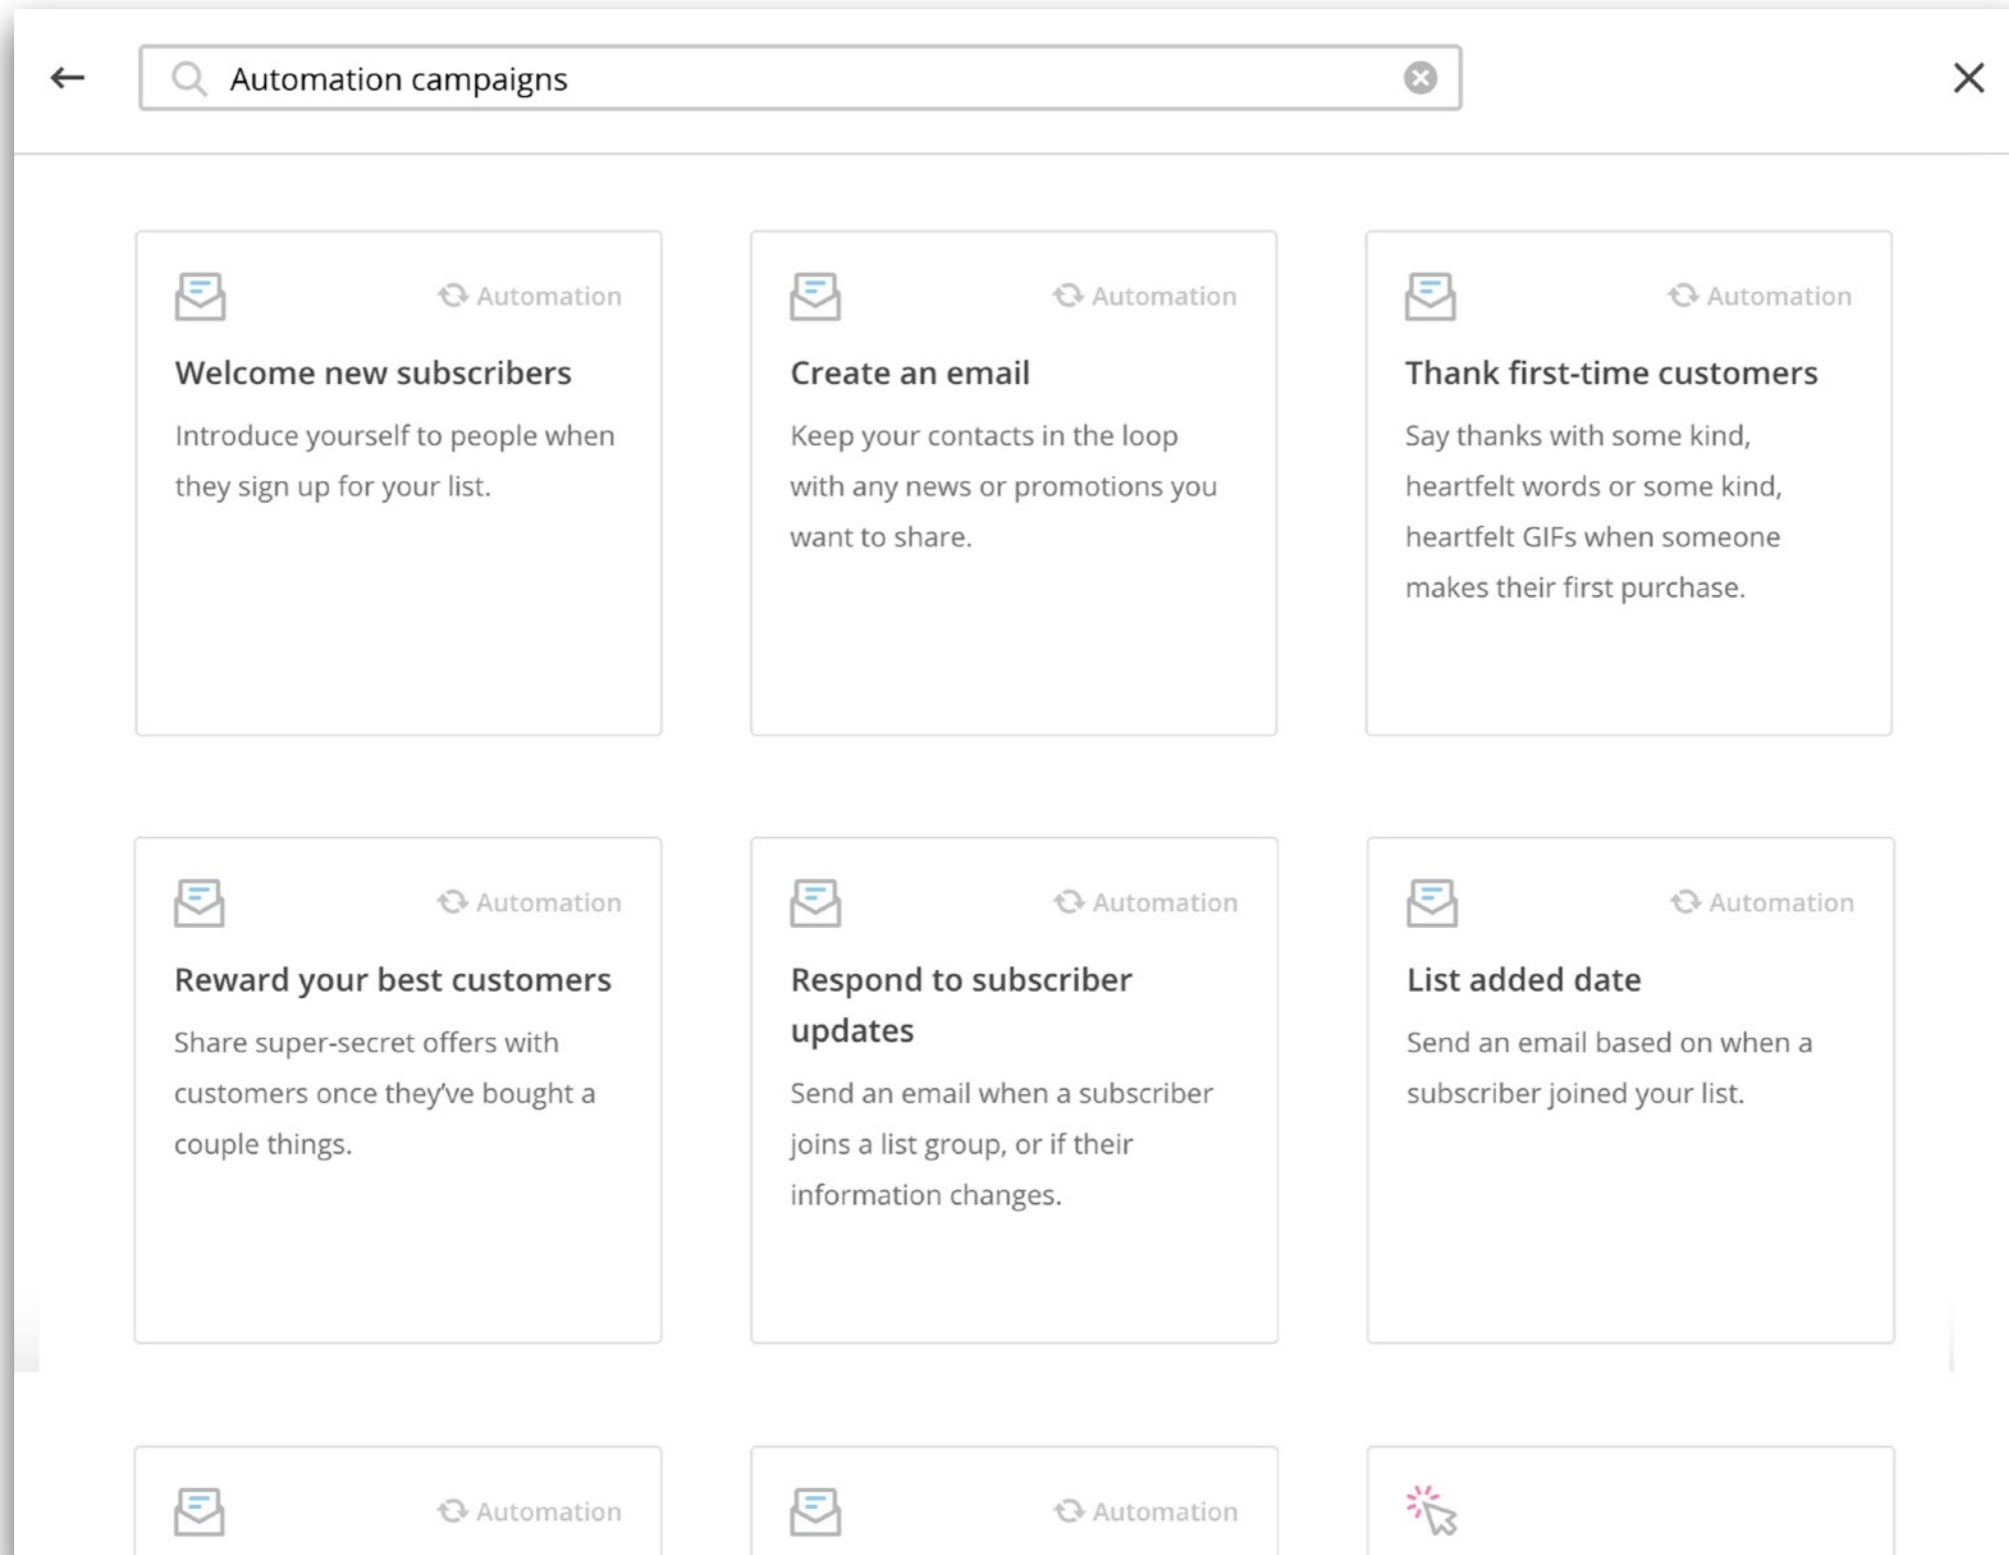 Automation campaigns
Automation
Welcome new subscribers
Introduce yourself to people when
they sign up for your list.
Automation
Create an email
Keep your contacts in the loop
with any news or promotions you
want to share.
Automation
Thank first-time customers
Say thanks with some kind,
heartfelt words or some kind,
heartfelt GIFs when someone
makes their first purchase.
Automation
Reward your best customers
Share super-secret offers with
customers once they’ve bought a
couple things.
Automation
Respond to subscriber
updates
Send an email when a subscriber
joins a list group, or if their
information changes.
Automation
List added date
Send an email based on when a
subscriber joined your list.
Automation
Automation